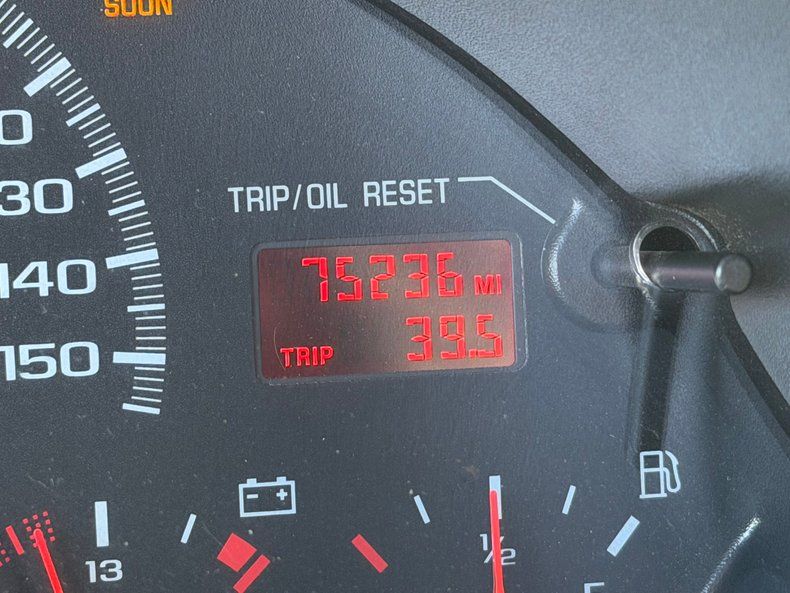 SOON
0
30
TRIP/OIL RESET
140
75236 MI
TRIP 39.5
150
13
1/2